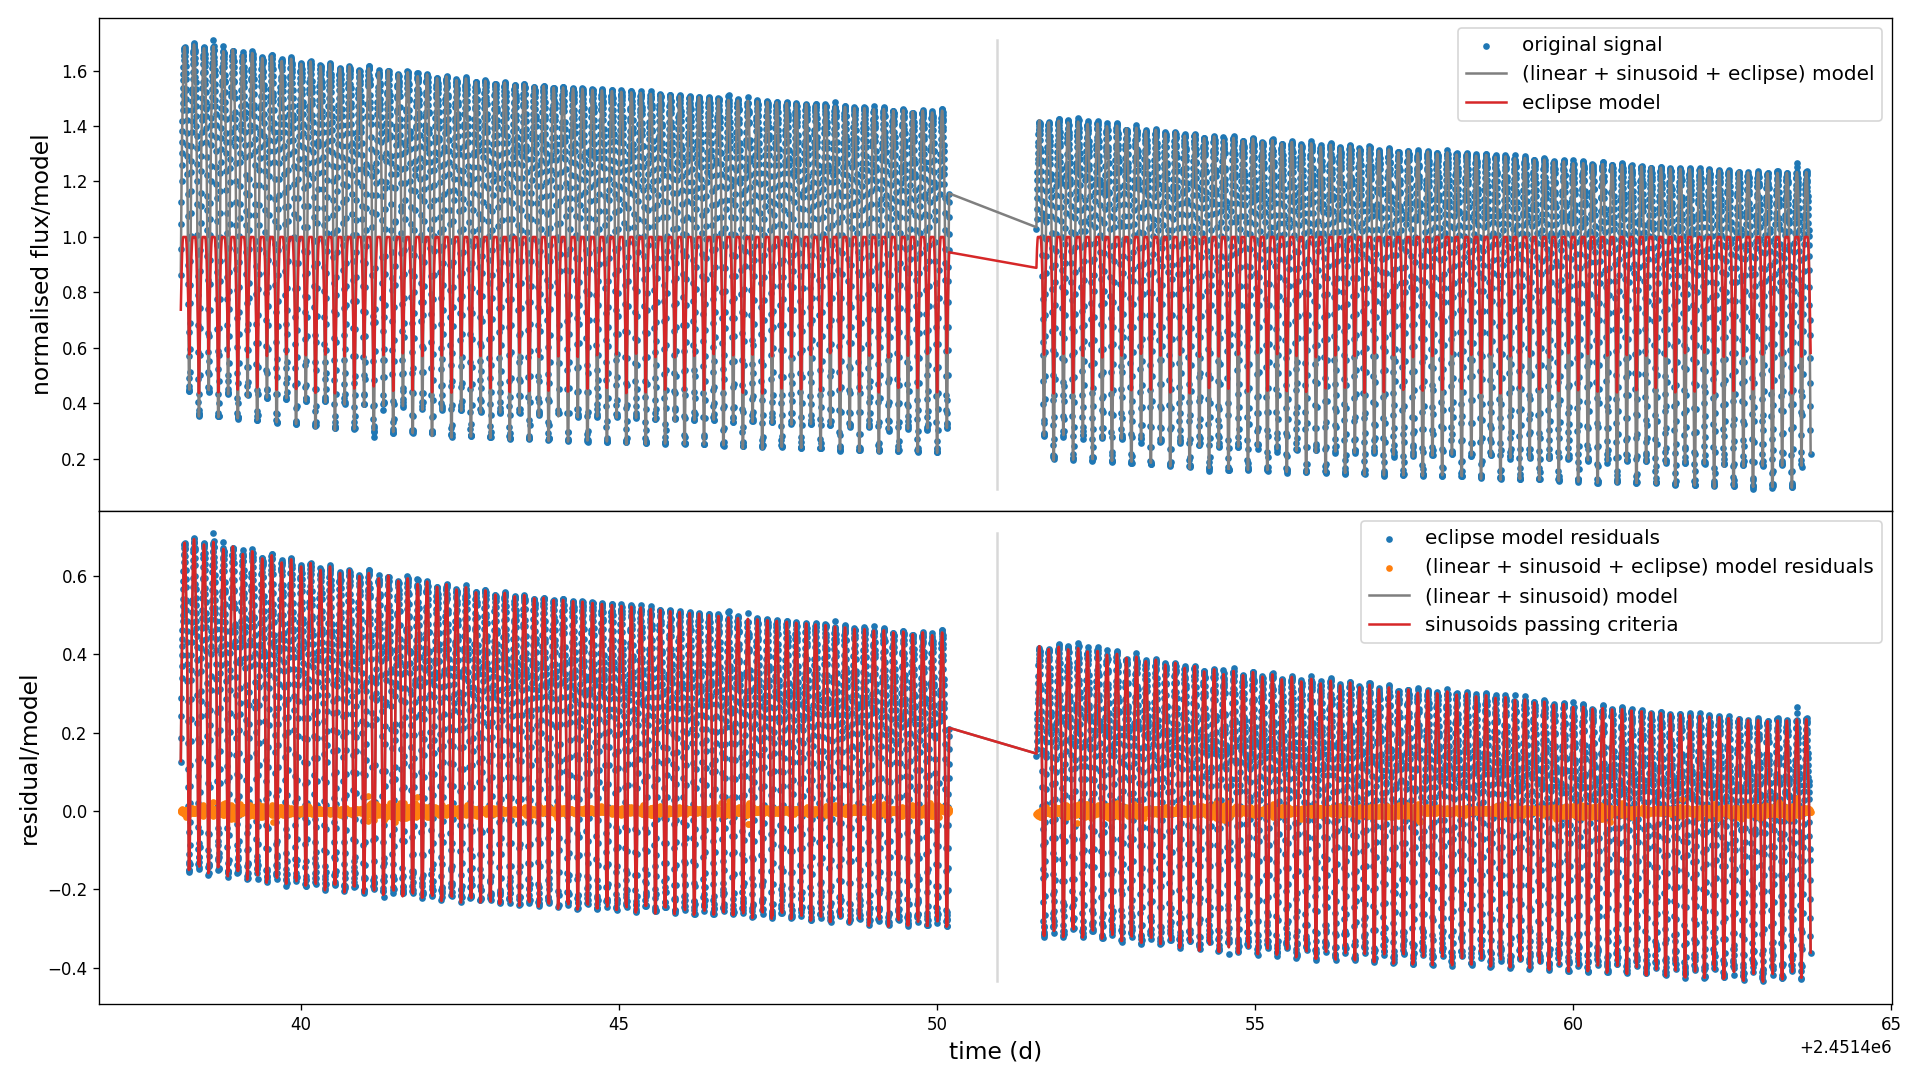 original signal
(linear + sinusoid + eclipse) model
eclipse model
normalised flux/model
1.6
1.4
1.2
1.0
0.8
0.6
0.4
0.2
eclipse model residuals
(linear + sinusoid + eclipse) model residuals
(linear + sinusoid) model
sinusoids passing criteria
residual/model
0.6
0.4
0.2
0.0
−0.2
−0.4
40
45
50
55
60
65
time (d)
+2.4514e6